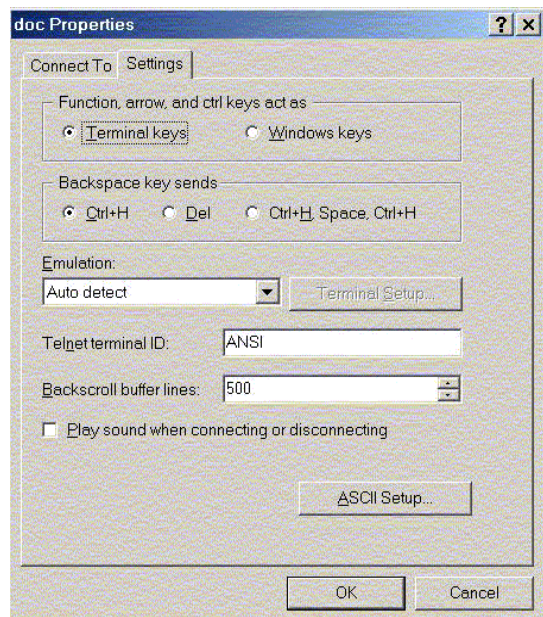 doc Properties
Connect To Settings
Function, arrow, and ctrl keys act as
Terminal keys Windows keys
Backspace key sends
Ctrl+H Del Ctrl+H, Space, Ctrl+H
Emulation:
Auto detect Terminal Setup...
Telnet terminal ID: ANSI
Backscroll buffer lines: 500
Play sound when connecting or disconnecting
ASCII Setup...
OK Cancel